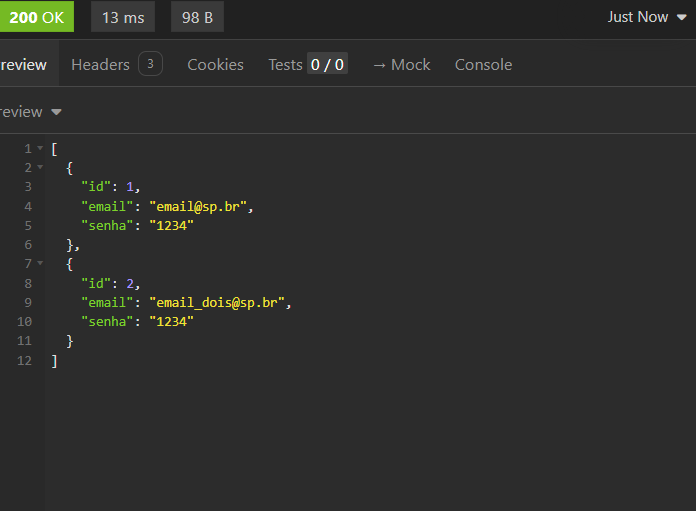 200 OK 13 ms 98 B Just Now
review Headers 3 Cookies Tests 0 / 0 → Mock Console
review
1 [
2 {
3 "id": 1,
4 "email": "email@sp.br",
5 "senha": "1234"
6 },
7 {
8 "id": 2,
9 "email": "email_dois@sp.br",
10 "senha": "1234"
11 }
12 ]